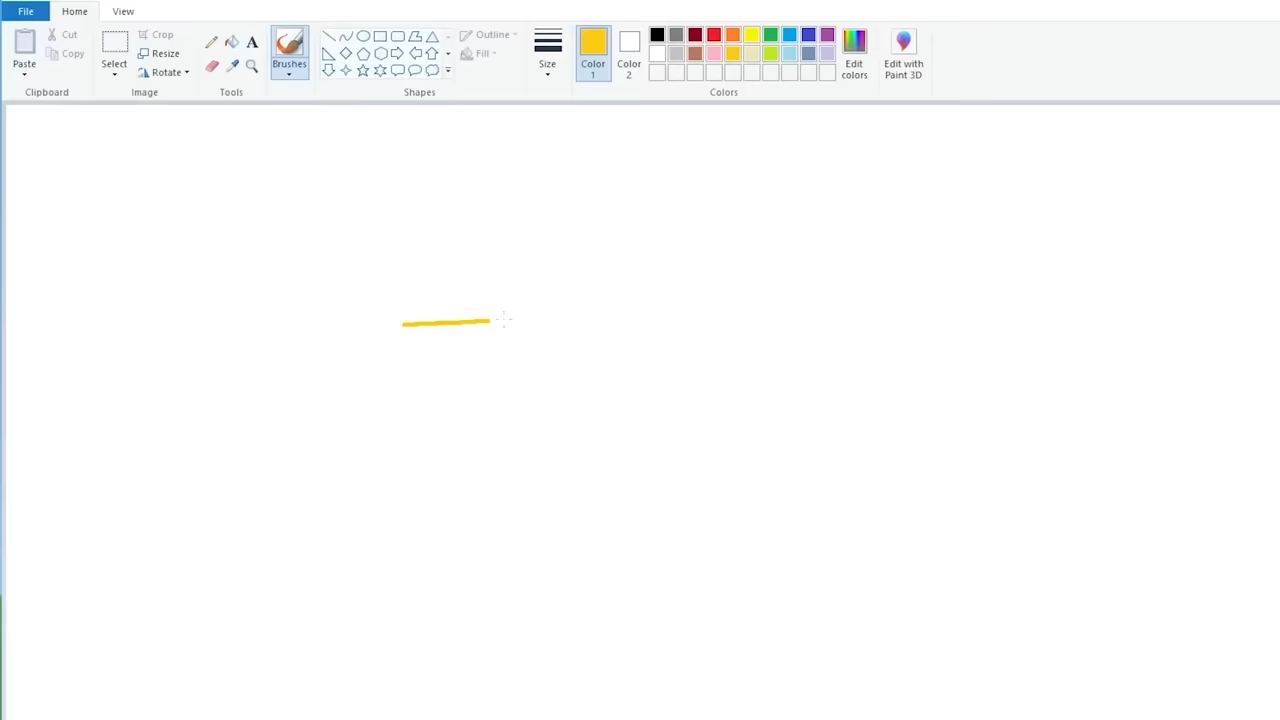 File Home View
Paste Cut Copy
Clipboard
Select Crop Resize Rotate
Image
A
Tools
Brushes
Outline Fill
Shapes
Size
Color 1 Color 2
Edit colors
Colors
Edit with Paint 3D